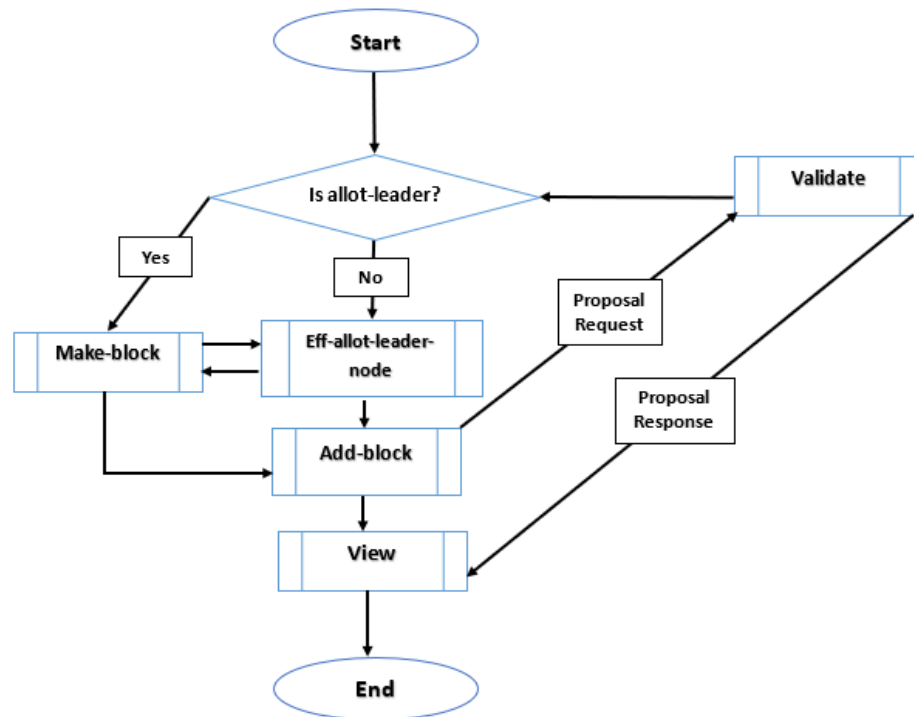 Start
Is allot-leader?
Validate
Yes
No
Proposal
Request
Make-block
Eff-allot-leader-
node
Proposal
Response
Add-block
View
End